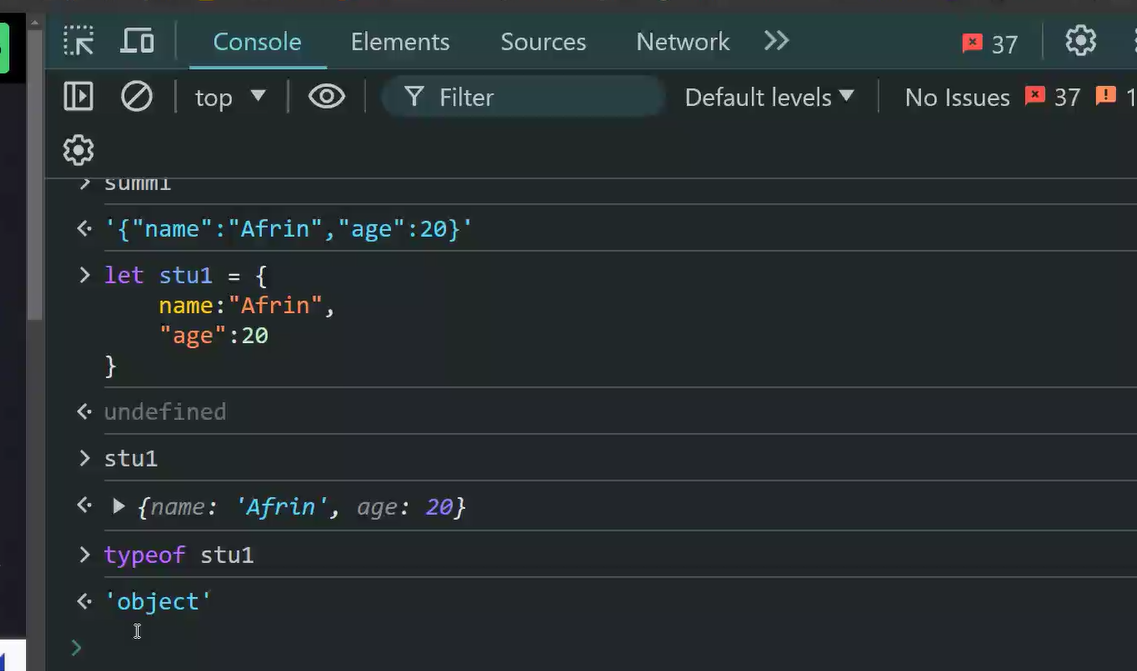 Console Elements Sources Network 37
top Filter Default levels No Issues 37 1
summ1
'{"name":"Afrin","age":20}'
let stu1 = {
name:"Afrin",
"age":20
}
undefined
stu1
{name: 'Afrin', age: 20}
typeof stu1
'object'